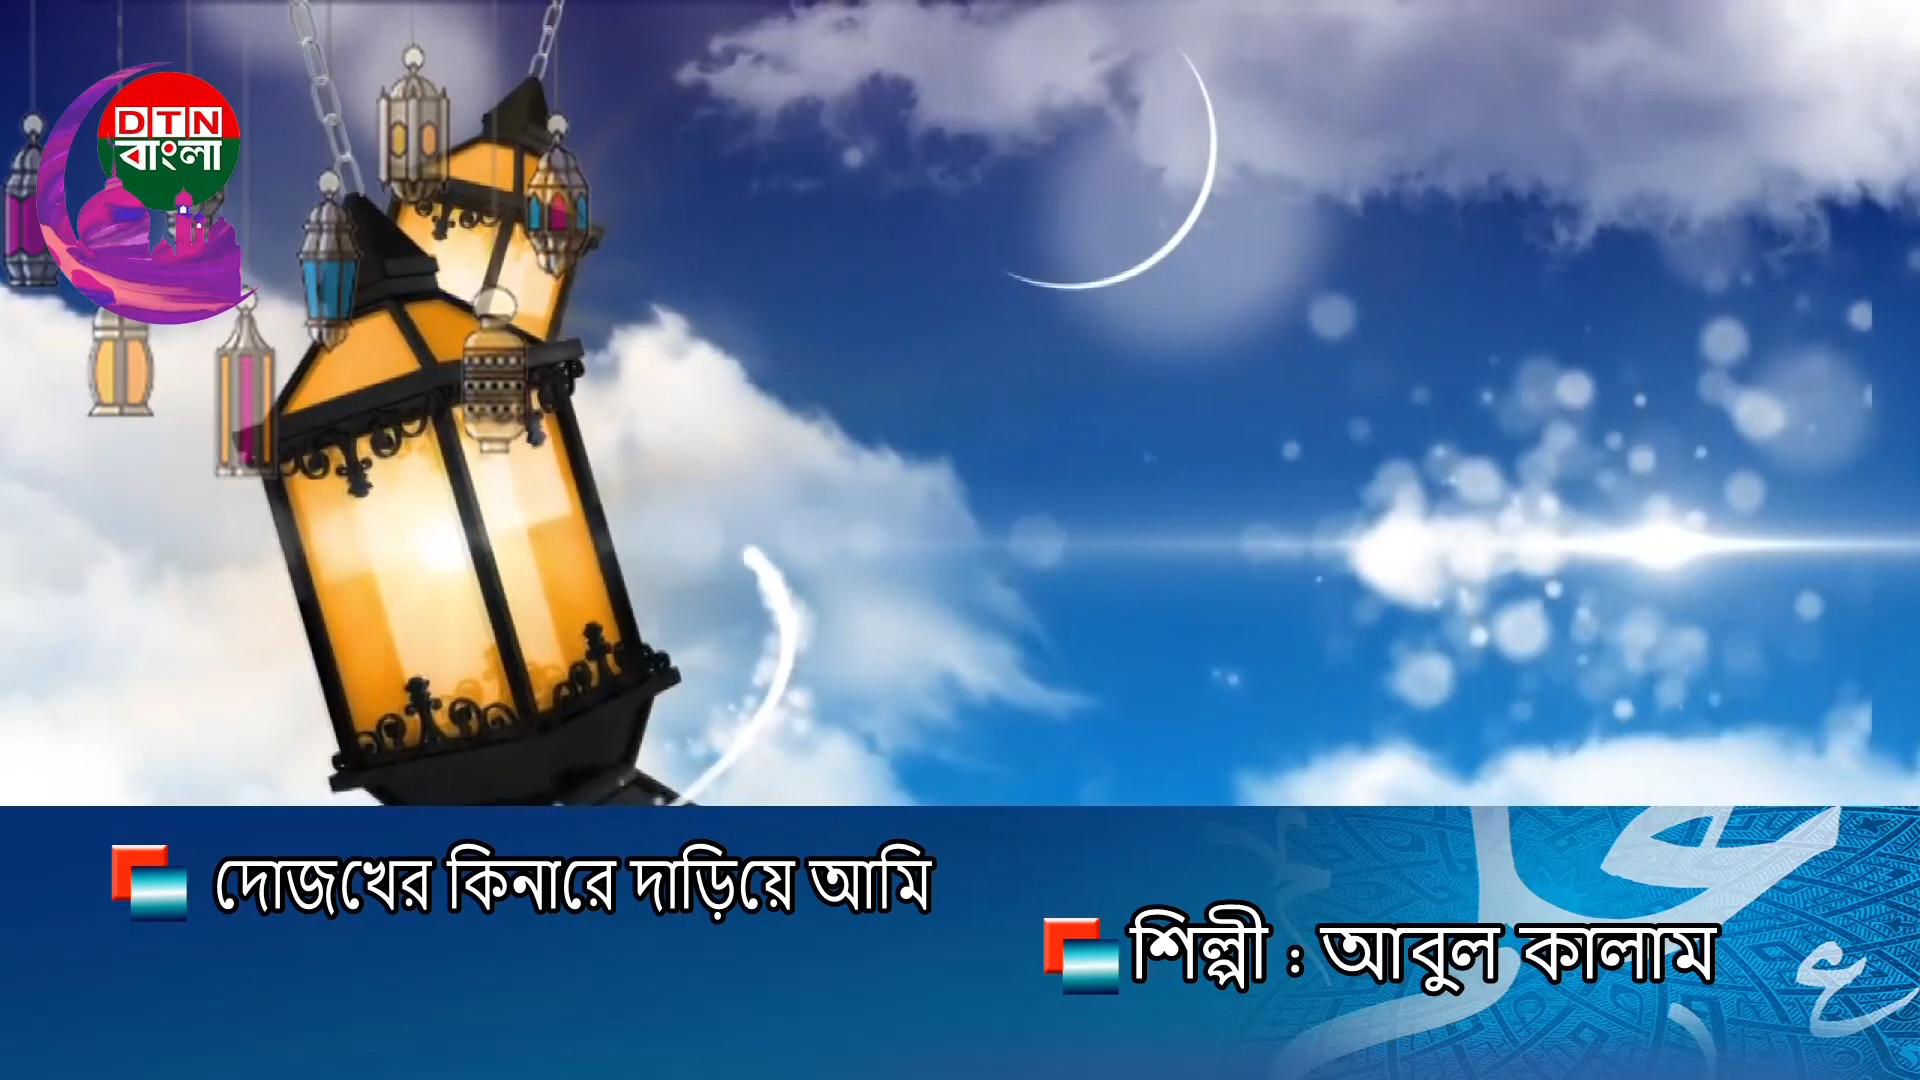 DTN
বাংলা
দোজখের কিনারে দাড়িয়ে আমি
শিল্পী : আবুল কালাম